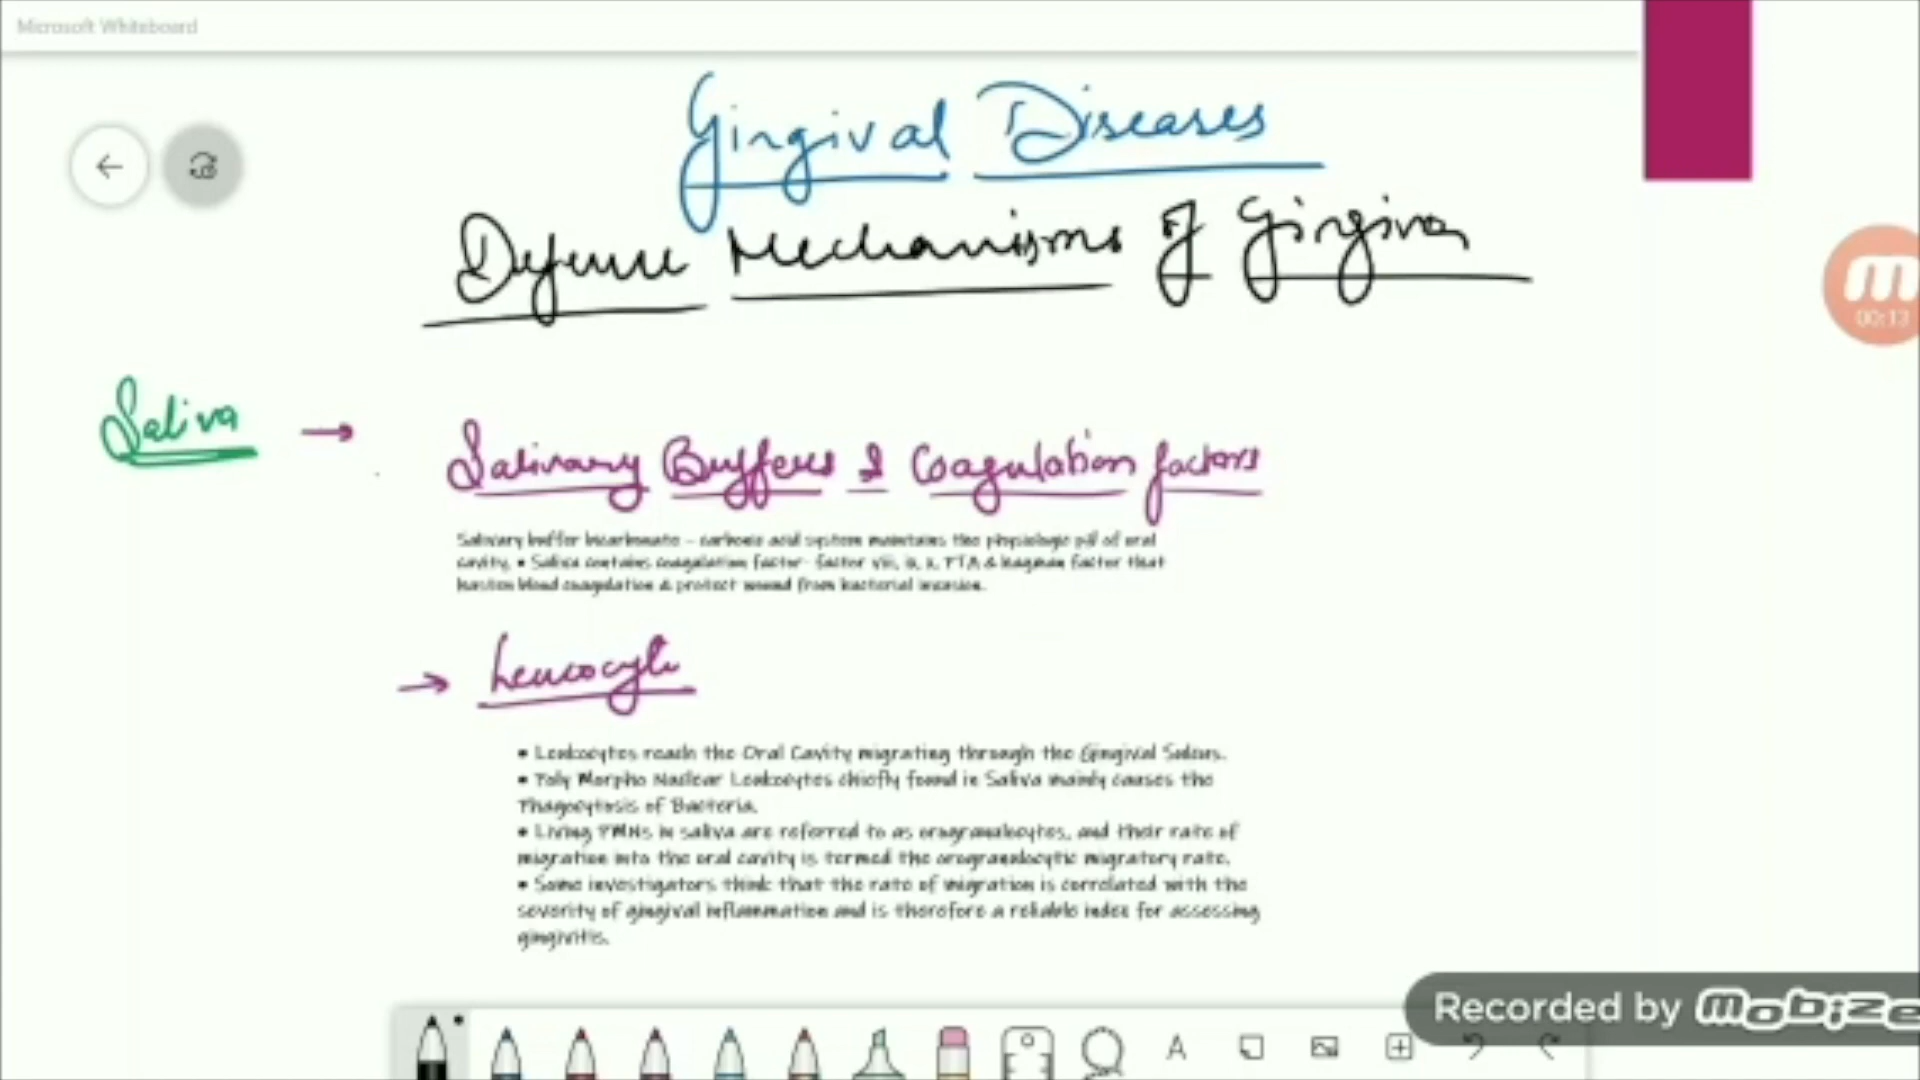 Microsoft Whiteboard
Gingival Diseases
Defense Mechanisms of Gingiva
00:13
Saliva →
Salivary Buffers & Coagulation factors
Salivary buffer bicarbonate - carbonic acid system maintains the physiologic pH of oral
cavity. • Saliva contains coagulation factor- factor viii, ix, x, PTA & hagman factor that
hasten blood coagulation & protect wound from bacterial invasion.
→ Leucocyte
• Leukocytes reach the Oral Cavity migrating through the Gingival Sulcus.
• Poly Morpho Nuclear Leukocytes chiefly found in Saliva mainly causes the
Phagocytosis of Bacteria.
• Living PMNs in saliva are referred to as orogranulocytes, and their rate of
migration into the oral cavity is termed the orogranulocytic migratory rate.
• Some investigators think that the rate of migration is correlated with the
severity of gingival inflammation and is therefore a reliable index for assessing
gingivitis.
Recorded by mobize